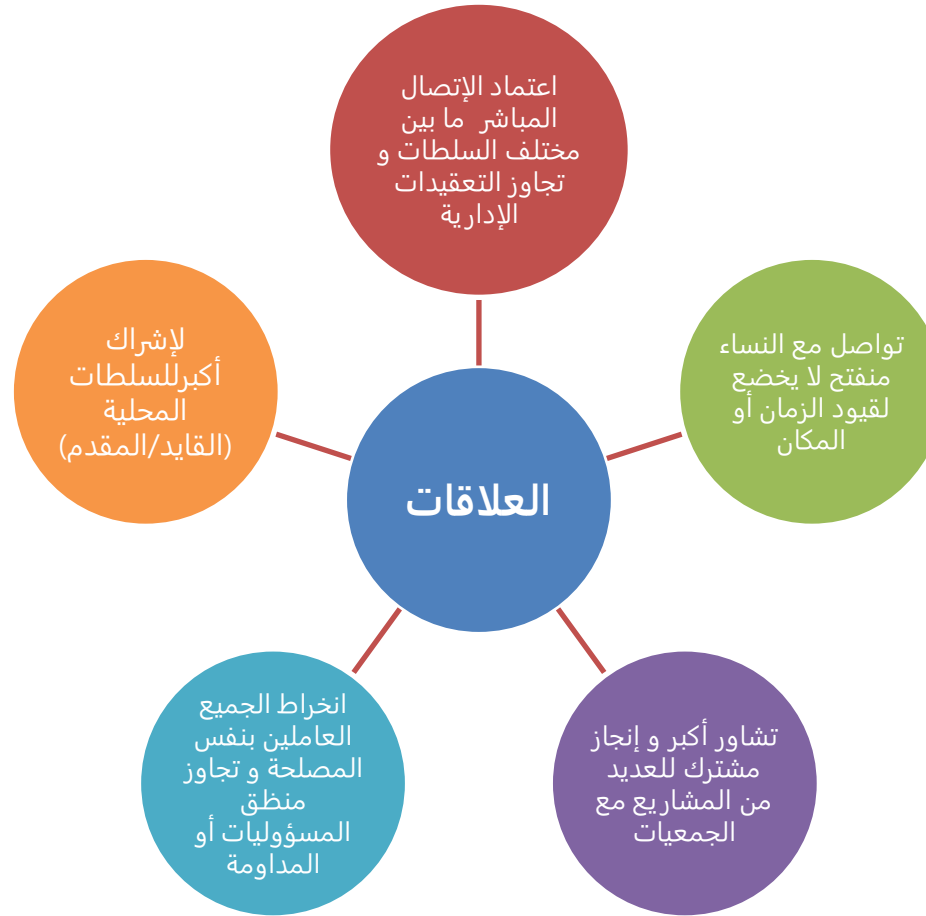 اعتماد الإتصال
المباشر ما بين
مختلف السلطات و
تجاوز التعقيدات
الإدارية
تواصل مع النساء
منفتح لا يخضع
لقيود الزمان أو
المكان
تشاور أكبر و إنجاز
مشترك للعديد
من المشاريع مع
الجمعيات
انخراط الجميع
العاملين بنفس
المصلحة و تجاوز
منظق
المسؤوليات أو
المداومة
لإشراك
أكبرللسلطات
المحلية
(القايد/المقدم)
العلاقات